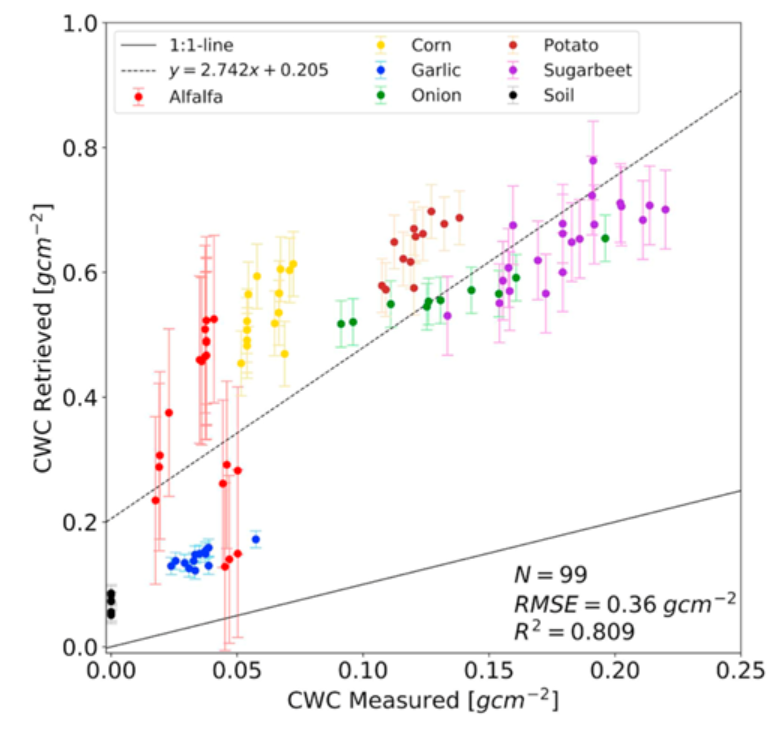 1.0
0.8
0.6
0.4
0.2
0.0
CWC Retrieved [gcm⁻²]
1:1-line
y = 2.742x + 0.205
Alfalfa
Corn
Garlic
Onion
Potato
Sugarbeet
Soil
N = 99
RMSE = 0.36 gcm⁻²
R² = 0.809
0.00 0.05 0.10 0.15 0.20 0.25
CWC Measured [gcm⁻²]